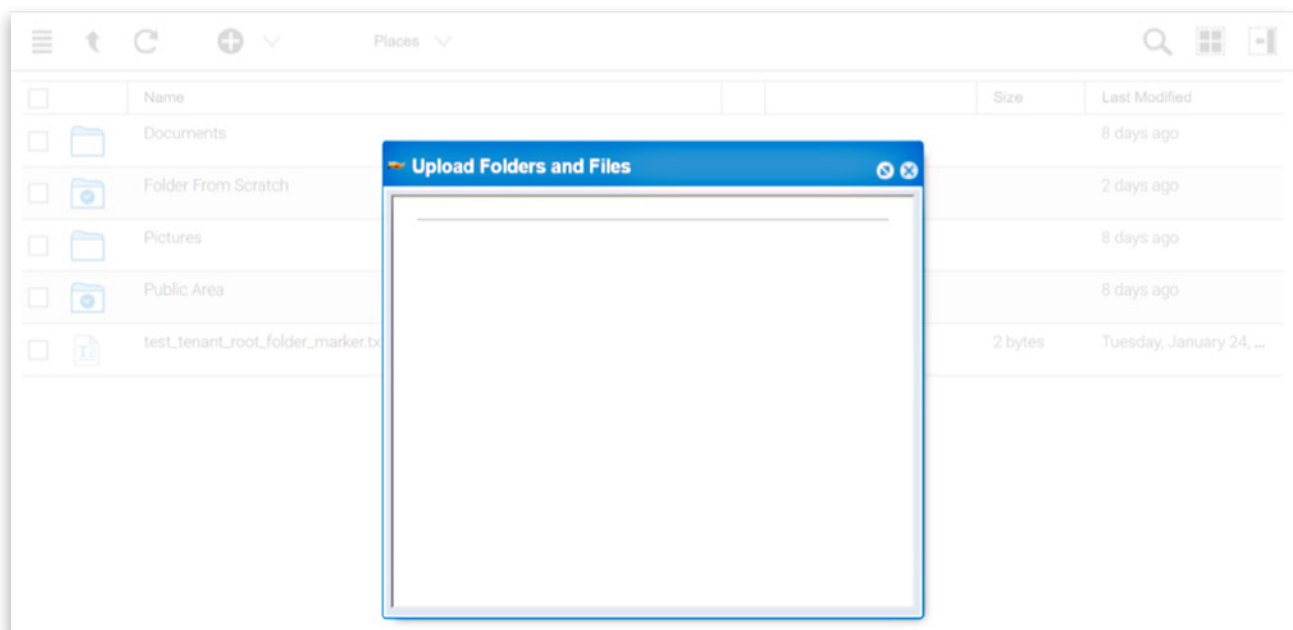 Places
Name Size Last Modified
Documents 8 days ago
Upload Folders and Files
Folder From Scratch 2 days ago
Pictures 8 days ago
Public Area 8 days ago
test_tenant_root_folder_marker.tx 2 bytes Tuesday, January 24, ...